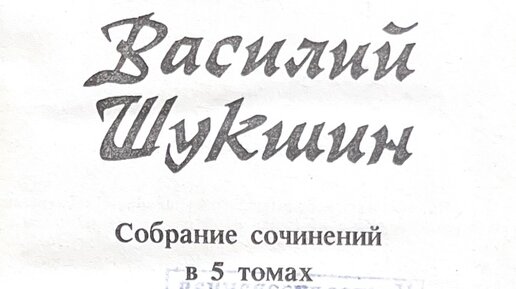 Василий
Шукшин
Собрание сочинений
в 5 томах